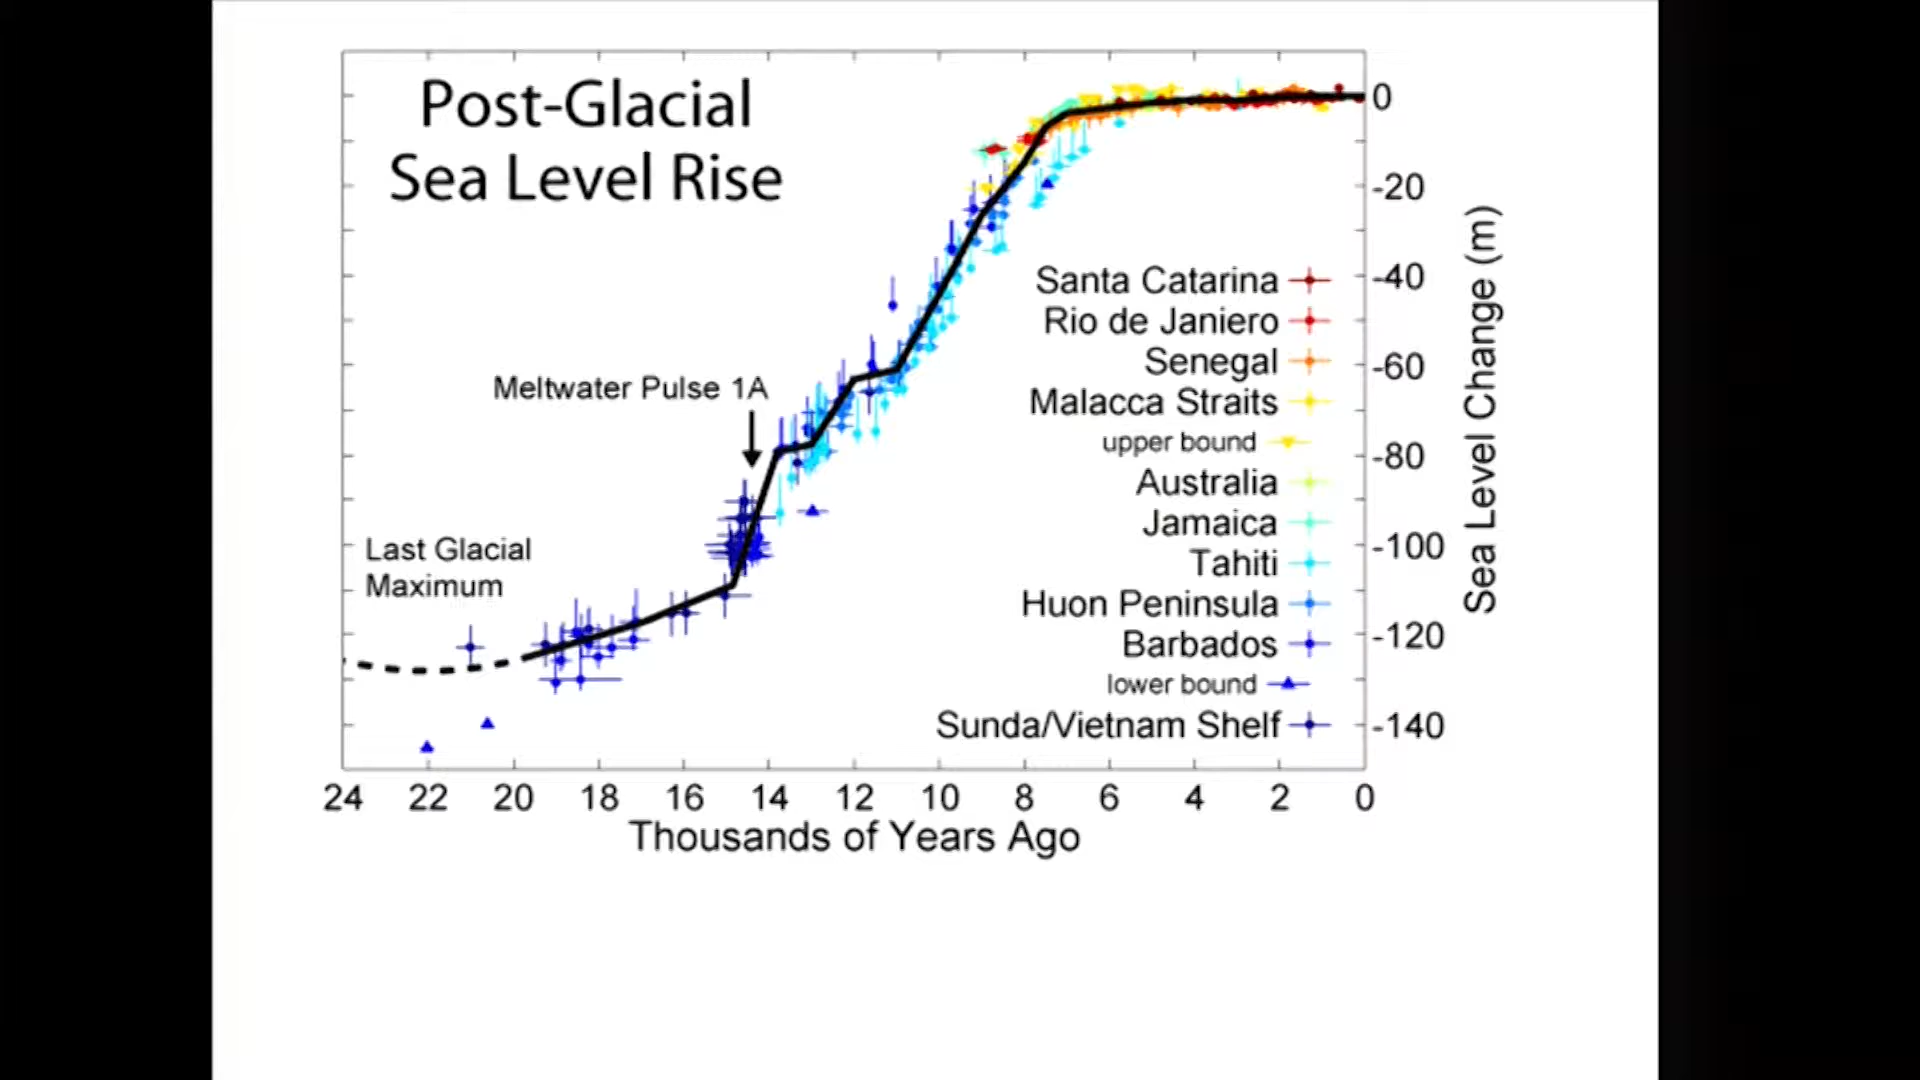 Post-Glacial
Sea Level Rise
Meltwater Pulse 1A
Last Glacial
Maximum
Santa Catarina
Rio de Janiero
Senegal
Malacca Straits
upper bound
Australia
Jamaica
Tahiti
Huon Peninsula
Barbados
lower bound
Sunda/Vietnam Shelf
0
-20
-40
-60
-80
-100
-120
-140
Sea Level Change (m)
24 22 20 18 16 14 12 10 8 6 4 2 0
Thousands of Years Ago